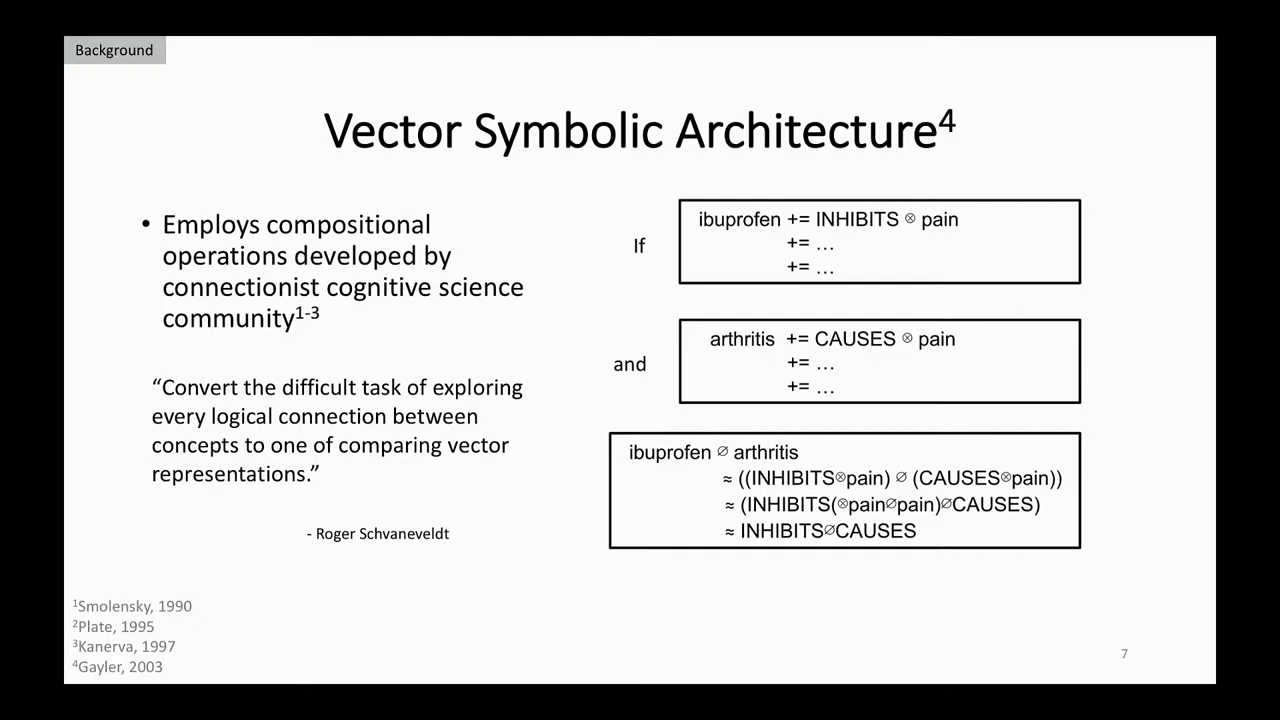 Background
Vector Symbolic Architecture⁴
• Employs compositional
operations developed by
connectionist cognitive science
community¹⁻³
“Convert the difficult task of exploring
every logical connection between
concepts to one of comparing vector
representations.”
- Roger Schvaneveldt
If
ibuprofen += INHIBITS ⊗ pain
+= …
+= …
and
arthritis += CAUSES ⊗ pain
+= …
+= …
ibuprofen ∅ arthritis
≈ ((INHIBITS⊗pain) ∅ (CAUSES⊗pain))
≈ (INHIBITS(⊗pain∅pain)∅CAUSES)
≈ INHIBITS∅CAUSES
¹Smolensky, 1990
²Plate, 1995
³Kanerva, 1997
⁴Gayler, 2003
7